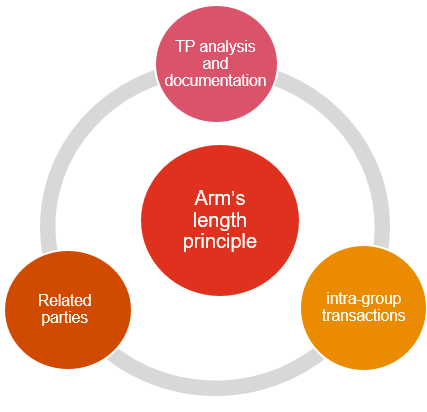 TP analysis
and
documentation
Arm's
length
principle
Related
parties
intra-group
transactions